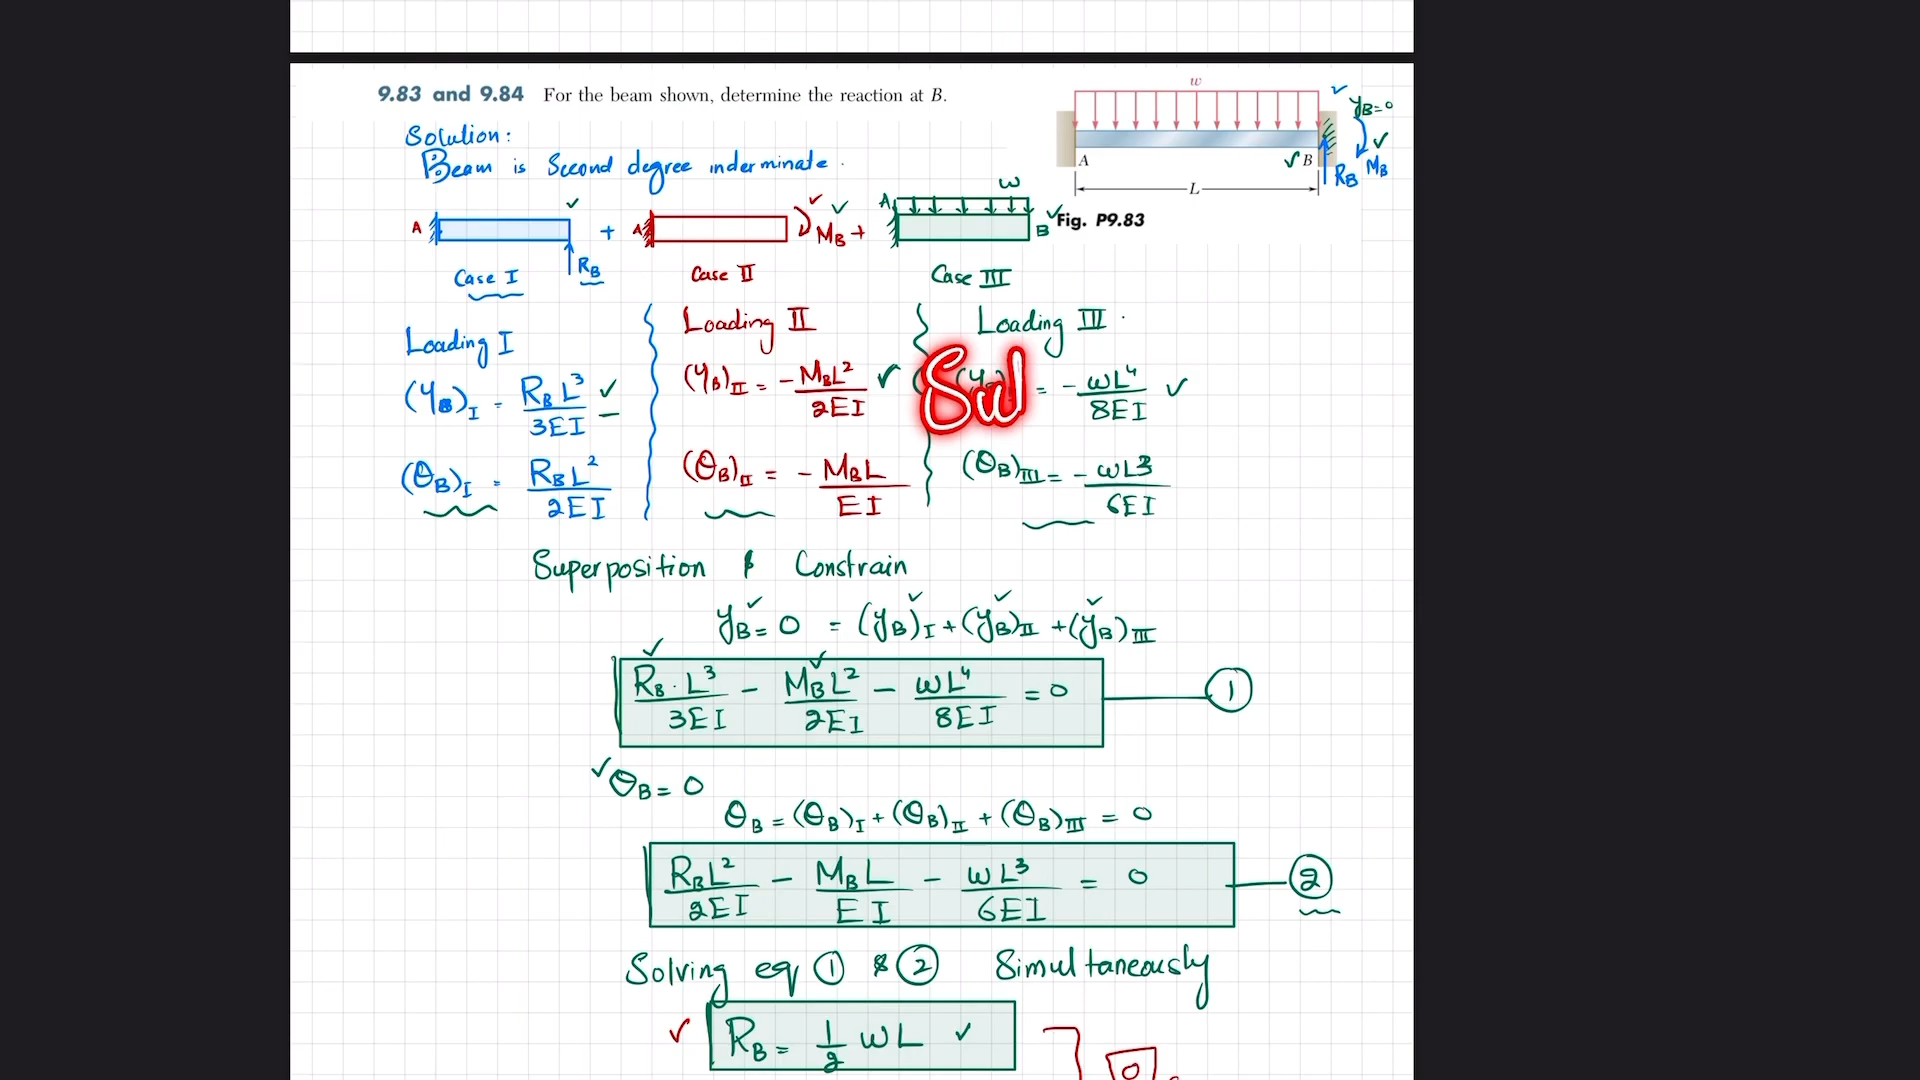 9.83 and 9.84 For the beam shown, determine the reaction at B.
w
yB=0
A
B
RB
MB
L
Fig. P9.83
Solution:
Beam is Second degree inderminate.
A
+
RB
Case I
A
MB +
Case II
A
w
B
Case III
Loading I
(yB)I = RB L³ / 3EI
(θB)I = RB L² / 2EI
Loading II
(yB)II = - MBL² / 2EI
(θB)II = - MBL / EI
Loading III
Sul
= - wL⁴ / 8EI
(θB)III = - wL3 / 6EI
Superposition & Constrain
yB = 0 = (yB)I + (yB)II + (yB)III
RB . L³ / 3EI - MBL² / 2EI - wL⁴ / 8EI = 0
1
θB = 0
θB = (θB)I + (θB)II + (θB)III = 0
RBL² / 2EI - MBL / EI - wL³ / 6EI = 0
2
Solving eq 1 & 2 Simultaneously
RB = 1/2 wL